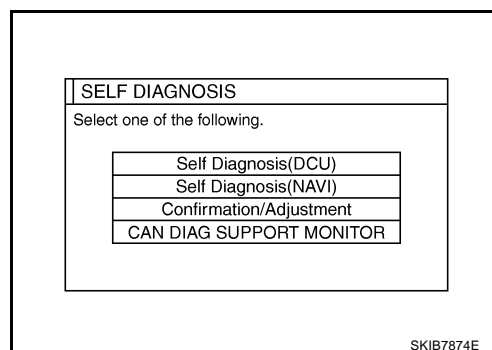 SELF DIAGNOSIS
Select one of the following.
Self Diagnosis(DCU)
Self Diagnosis(NAVI)
Confirmation/Adjustment
CAN DIAG SUPPORT MONITOR
SKIB7874E